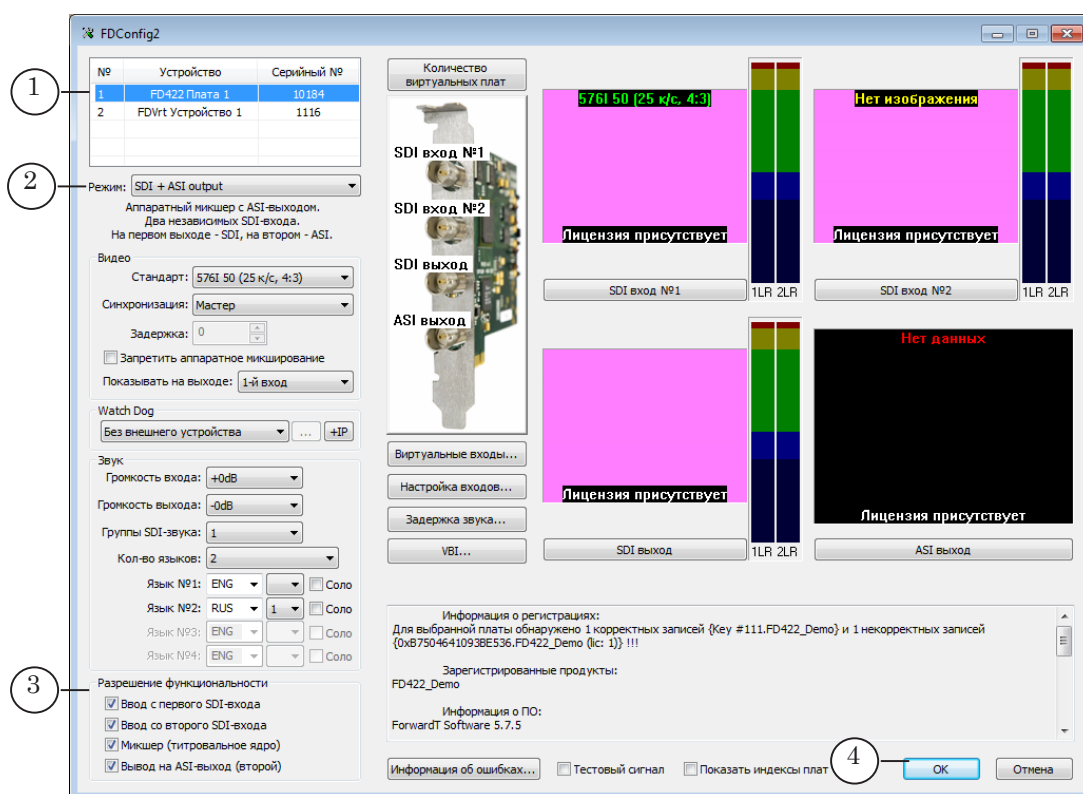 FDConfig2
1
№ Устройство Серийный №
1 FD422 Плата 1 10184
2 FDVrt Устройство 1 1116
2
Режим: SDI + ASI output
Аппаратный микшер с ASI-выходом.
Два независимых SDI-входа.
На первом выходе - SDI, на втором - ASI.
Видео
Стандарт: 576I 50 (25 к/с, 4:3)
Синхронизация: Мастер
Задержка: 0
Запретить аппаратное микширование
Показывать на выходе: 1-й вход
Watch Dog
Без внешнего устройства ... +IP
Звук
Громкость входа: +0dB
Громкость выхода: -0dB
Группы SDI-звука: 1
Кол-во языков: 2
Язык №1: ENG Соло
Язык №2: RUS 1 Соло
Язык №3: ENG Соло
Язык №4: ENG Соло
3
Разрешение функциональности
Ввод с первого SDI-входа
Ввод со второго SDI-входа
Микшер (титровальное ядро)
Вывод на ASI-выход (второй)
Количество
виртуальных плат
SDI вход №1
SDI вход №2
SDI выход
ASI выход
Виртуальные входы...
Настройка входов...
Задержка звука...
VBI...
576I 50 (25 к/с, 4:3)
Лицензия присутствует
SDI вход №1
1LR 2LR
Нет изображения
Лицензия присутствует
SDI вход №2
1LR 2LR
Лицензия присутствует
SDI выход
1LR 2LR
Нет данных
Лицензия присутствует
ASI выход
Информация о регистрациях:
Для выбранной платы обнаружено 1 корректных записей {Key #111.FD422_Demo} и 1 некорректных записей
{0xB7504641093BE536.FD422_Demo (lic: 1)} !!!
Зарегистрированные продукты:
FD422_Demo
Информация о ПО:
ForwardT Software 5.7.5
Информация об ошибках...
Тестовый сигнал
Показать индексы плат
4
OK
Отмена